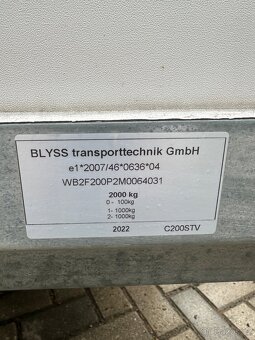 BLYSS transporttechnik GmbH
e1*2007/46*0636*04
WB2F200P2M0064031
2000 kg
0 - 100kg
1- 1000kg
2- 1000kg
2022 C200STV